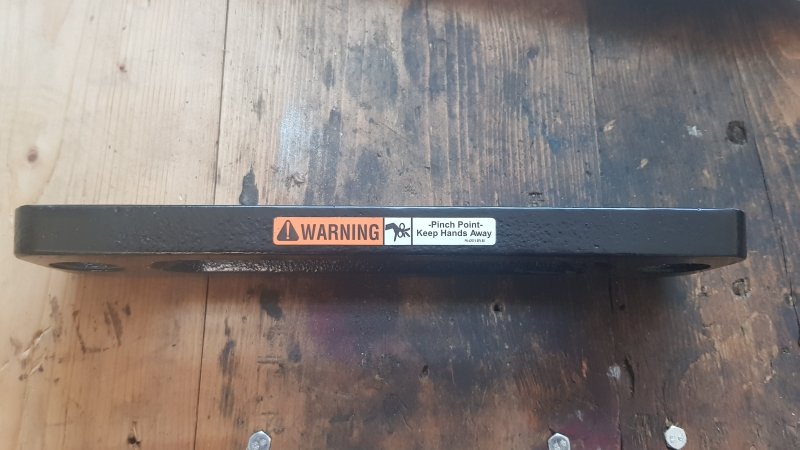 WARNING
-Pinch Point-
Keep Hands Away